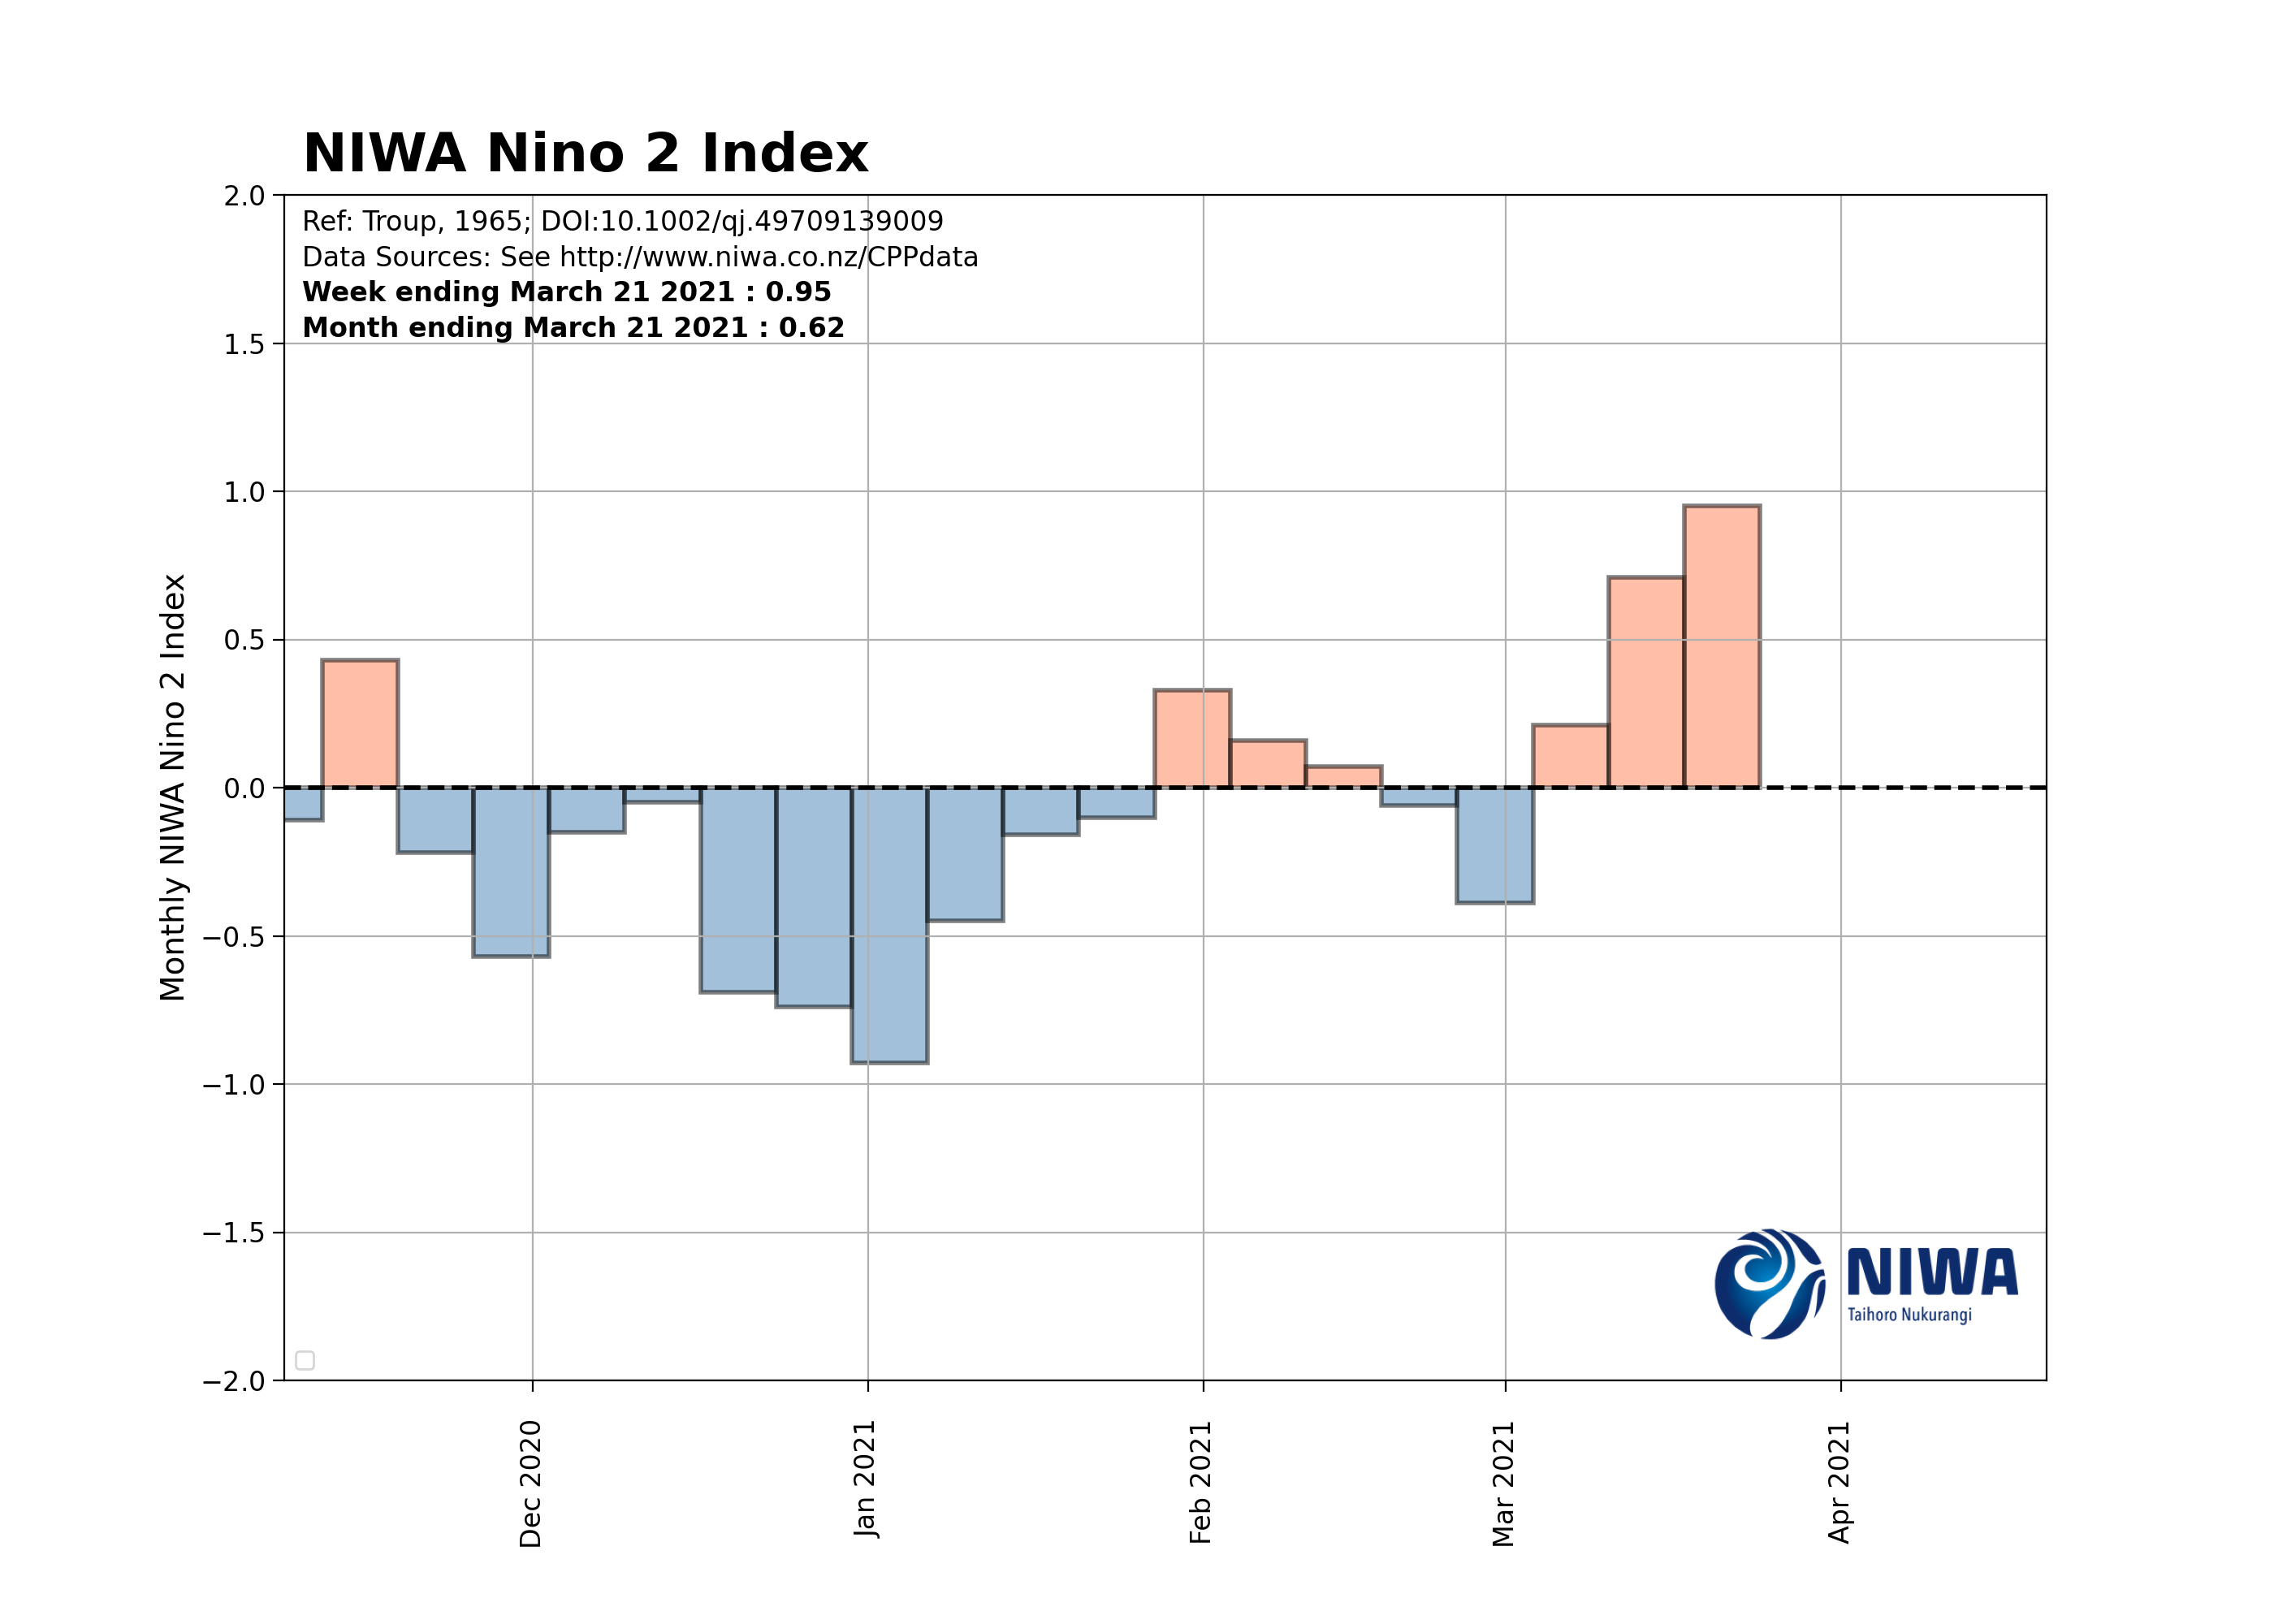 NIWA Nino 2 Index
Ref: Troup, 1965; DOI:10.1002/qj.49709139009
Data Sources: See http://www.niwa.co.nz/CPPdata
Week ending March 21 2021 : 0.95
Month ending March 21 2021 : 0.62
Monthly NIWA Nino 2 Index
2.0
1.5
1.0
0.5
0.0
−0.5
−1.0
−1.5
−2.0
NIWA
Taihoro Nukurangi
Dec 2020
Jan 2021
Feb 2021
Mar 2021
Apr 2021